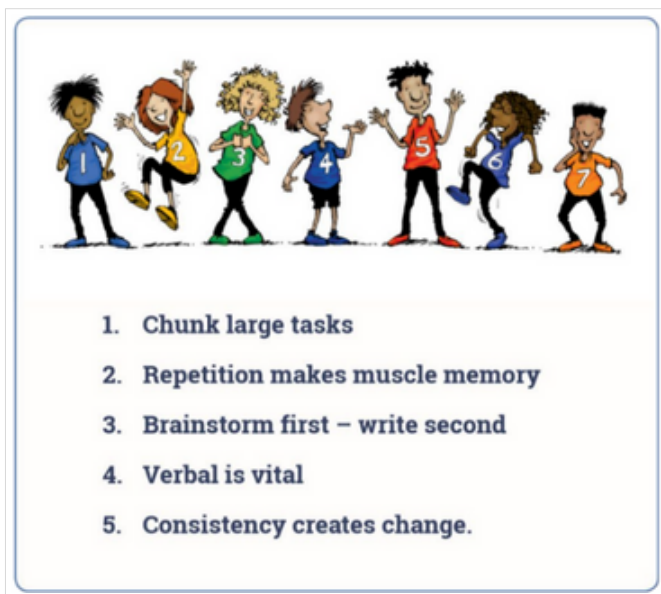 1 2 3 4 5 6 7
1. Chunk large tasks
2. Repetition makes muscle memory
3. Brainstorm first – write second
4. Verbal is vital
5. Consistency creates change.